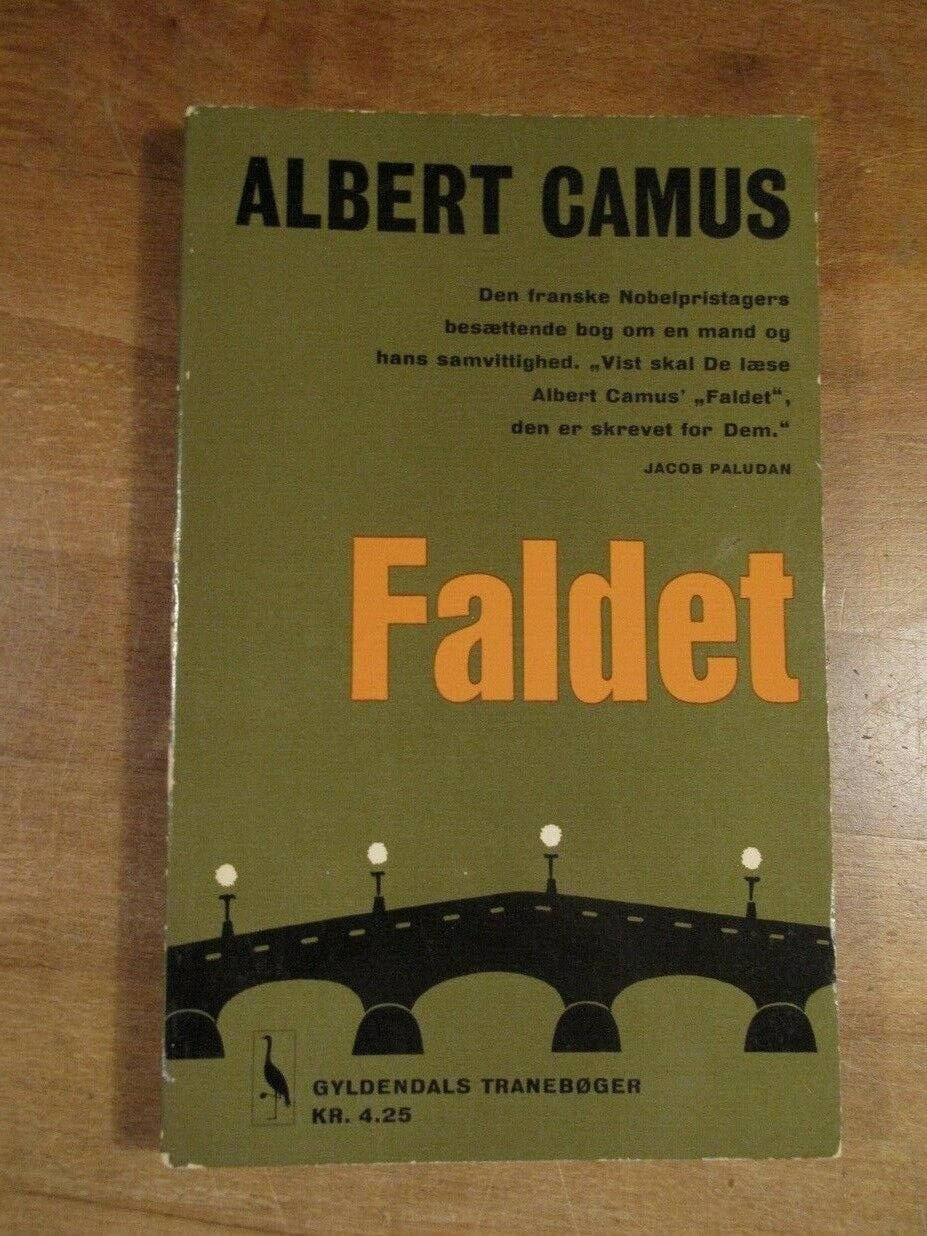 ALBERT CAMUS
Den franske Nobelpristagers
besættende bog om en mand og
hans samvittighed. „Vist skal De læse
Albert Camus' „Faldet“,
den er skrevet for Dem.“
JACOB PALUDAN
Faldet
GYLDENDALS TRANEBØGER
KR. 4.25